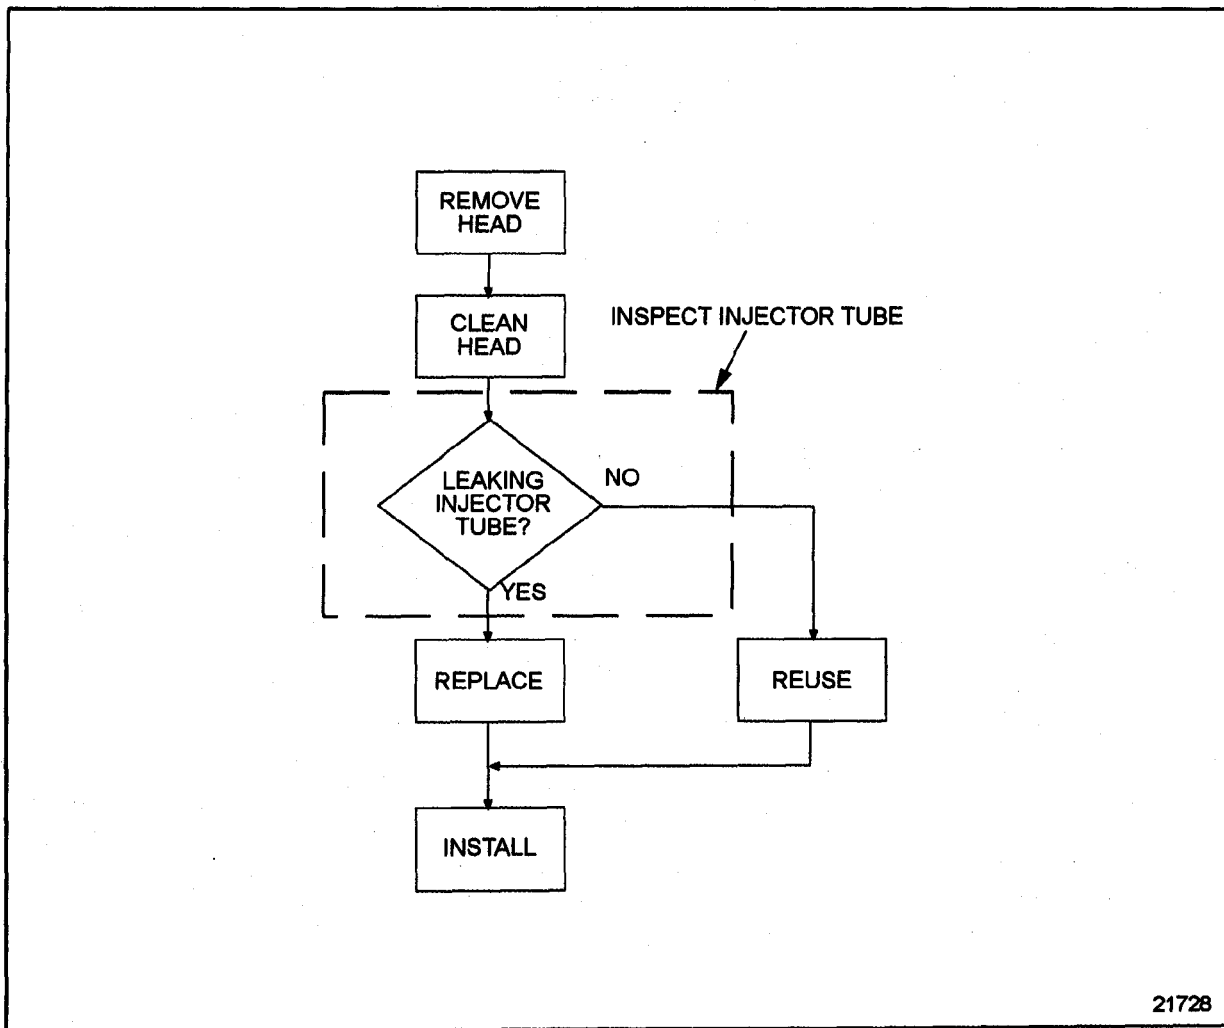 REMOVE
HEAD
CLEAN
HEAD
INSPECT INJECTOR TUBE
LEAKING
INJECTOR
TUBE?
NO
YES
REPLACE
REUSE
INSTALL
21728